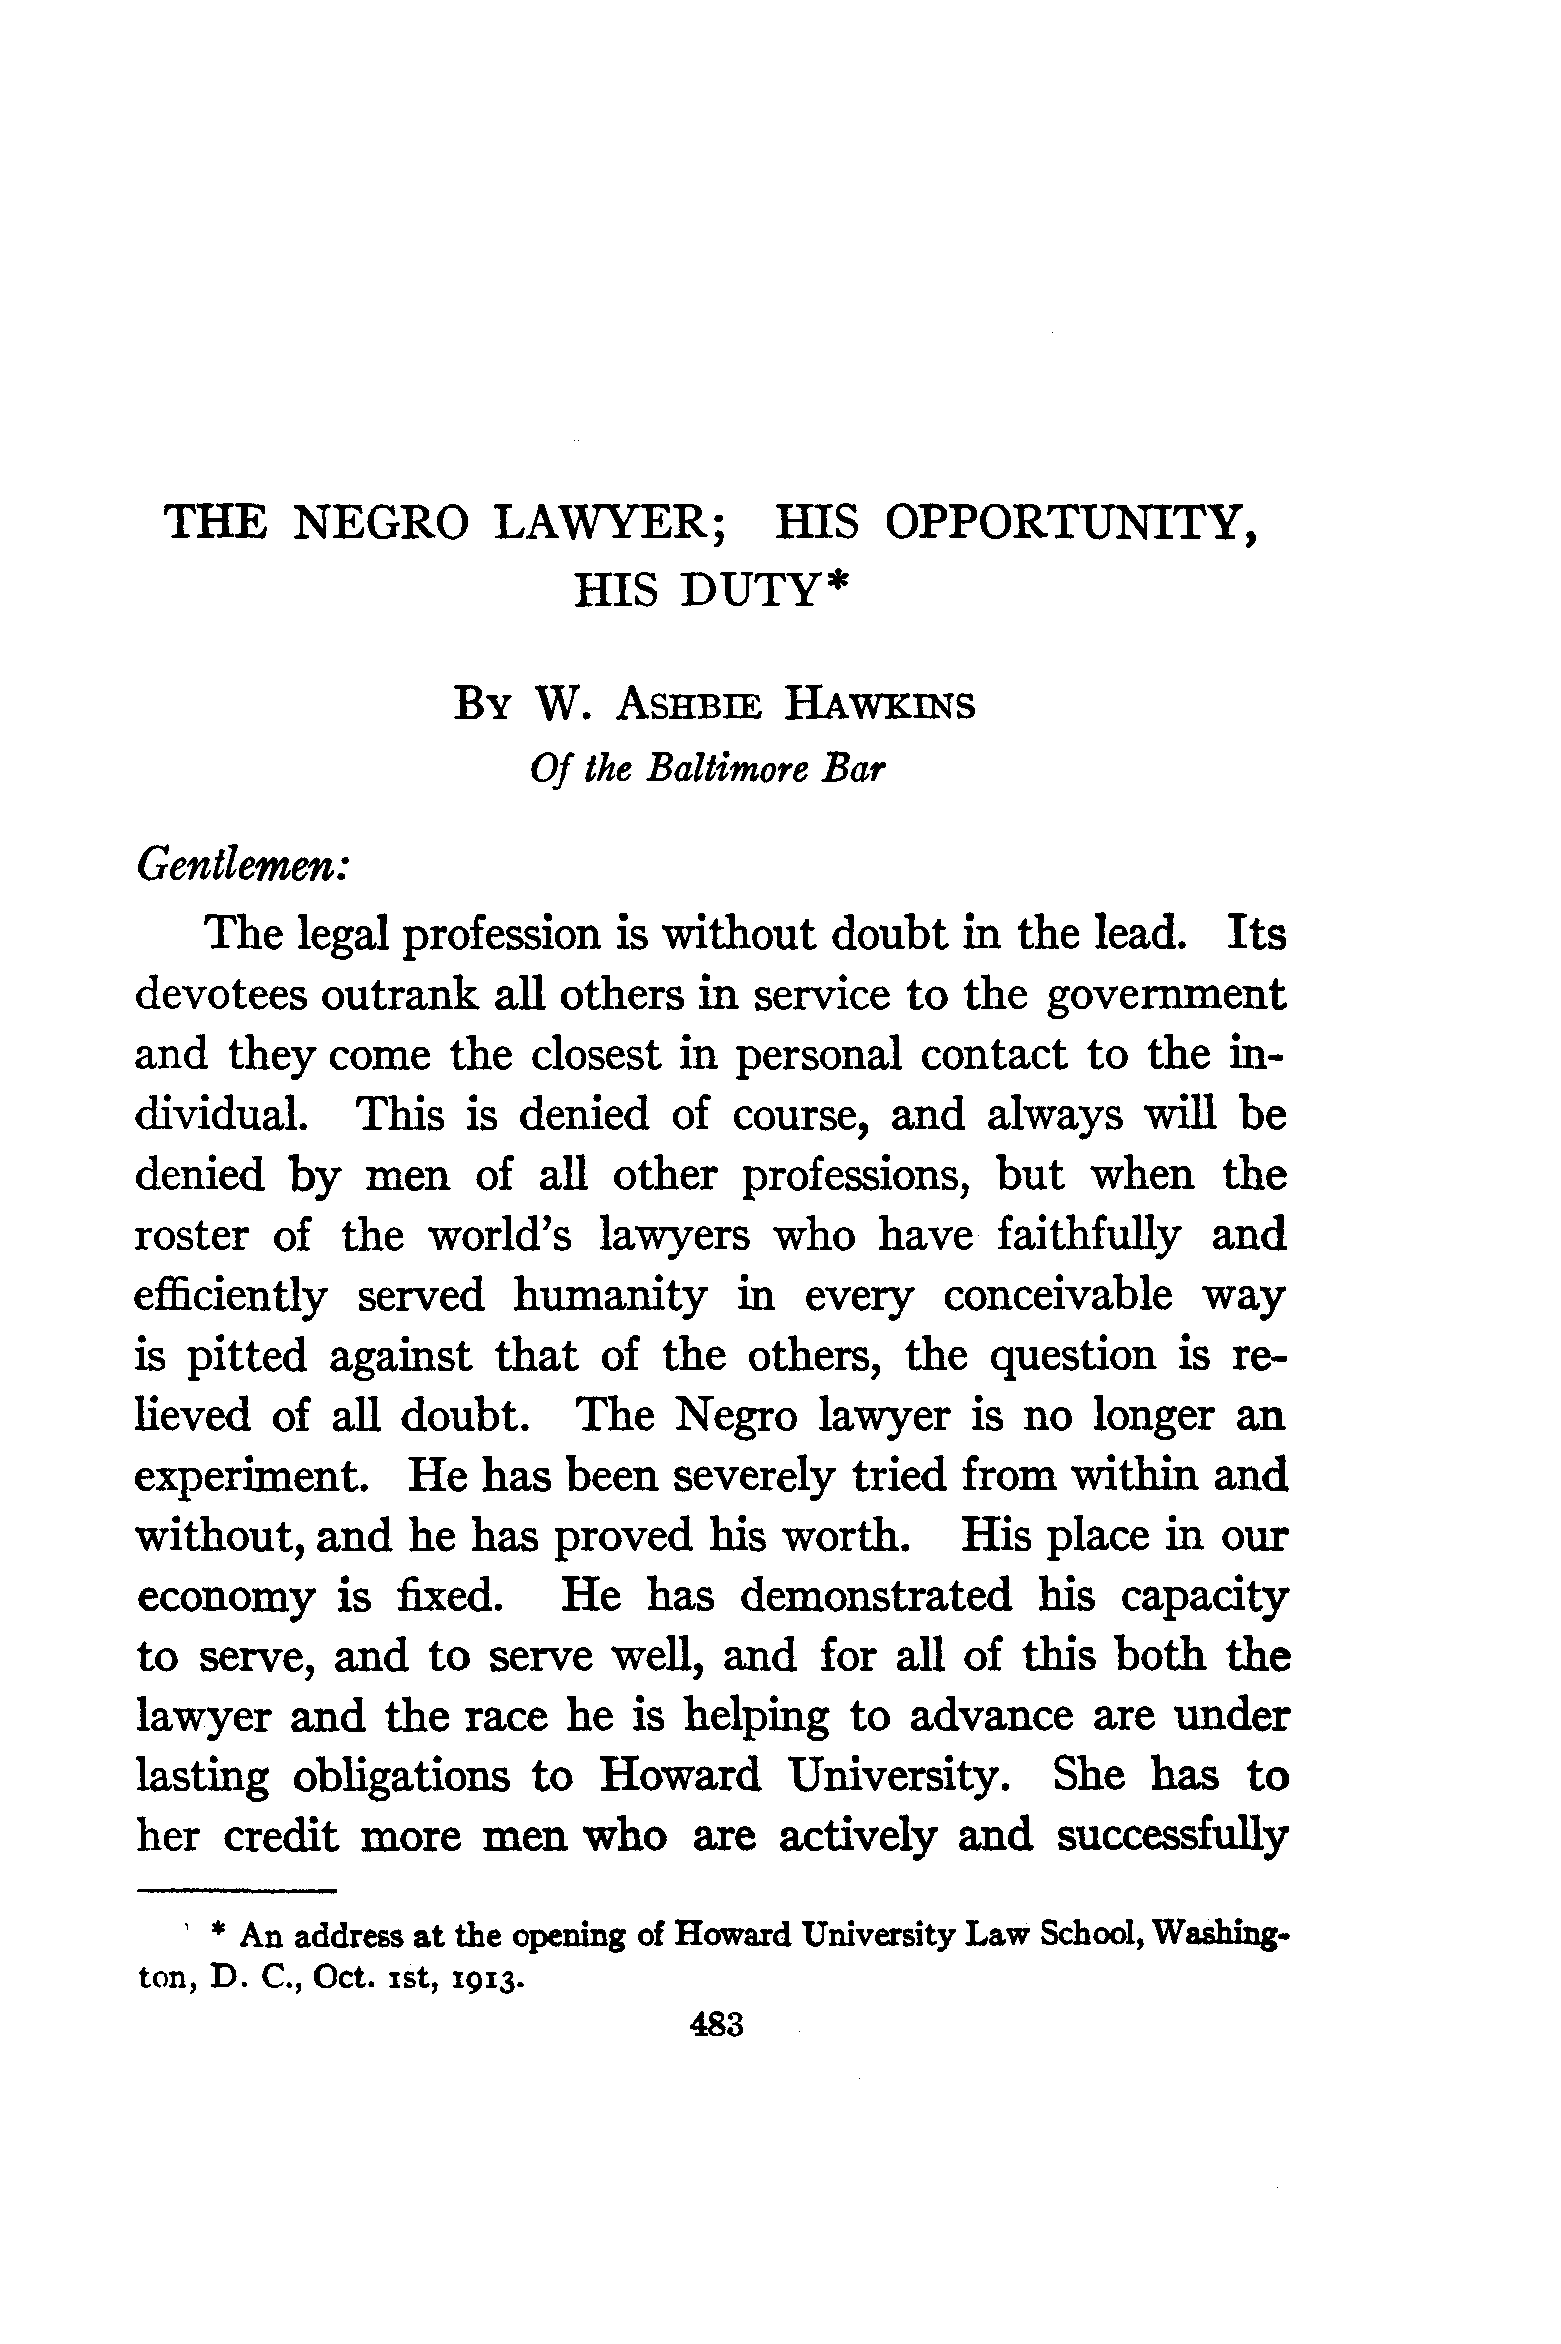 THE NEGRO LAWYER; HIS OPPORTUNITY,
HIS DUTY*
By W. Ashbie Hawkins
Of the Baltimore Bar
Gentlemen:
The legal profession is without doubt in the lead. Its
devotees outrank all others in service to the government
and they come the closest in personal contact to the in-
dividual. This is denied of course, and always will be
denied by men of all other professions, but when the
roster of the world's lawyers who have faithfully and
efficiently served humanity in every conceivable way
is pitted against that of the others, the question is re-
lieved of all doubt. The Negro lawyer is no longer an
experiment. He has been severely tried from within and
without, and he has proved his worth. His place in our
economy is fixed. He has demonstrated his capacity
to serve, and to serve well, and for all of this both the
lawyer and the race he is helping to advance are under
lasting obligations to Howard University. She has to
her credit more men who are actively and successfully
* An address at the opening of Howard University Law School, Washing-
ton, D. C., Oct. 1st, 1913.
483